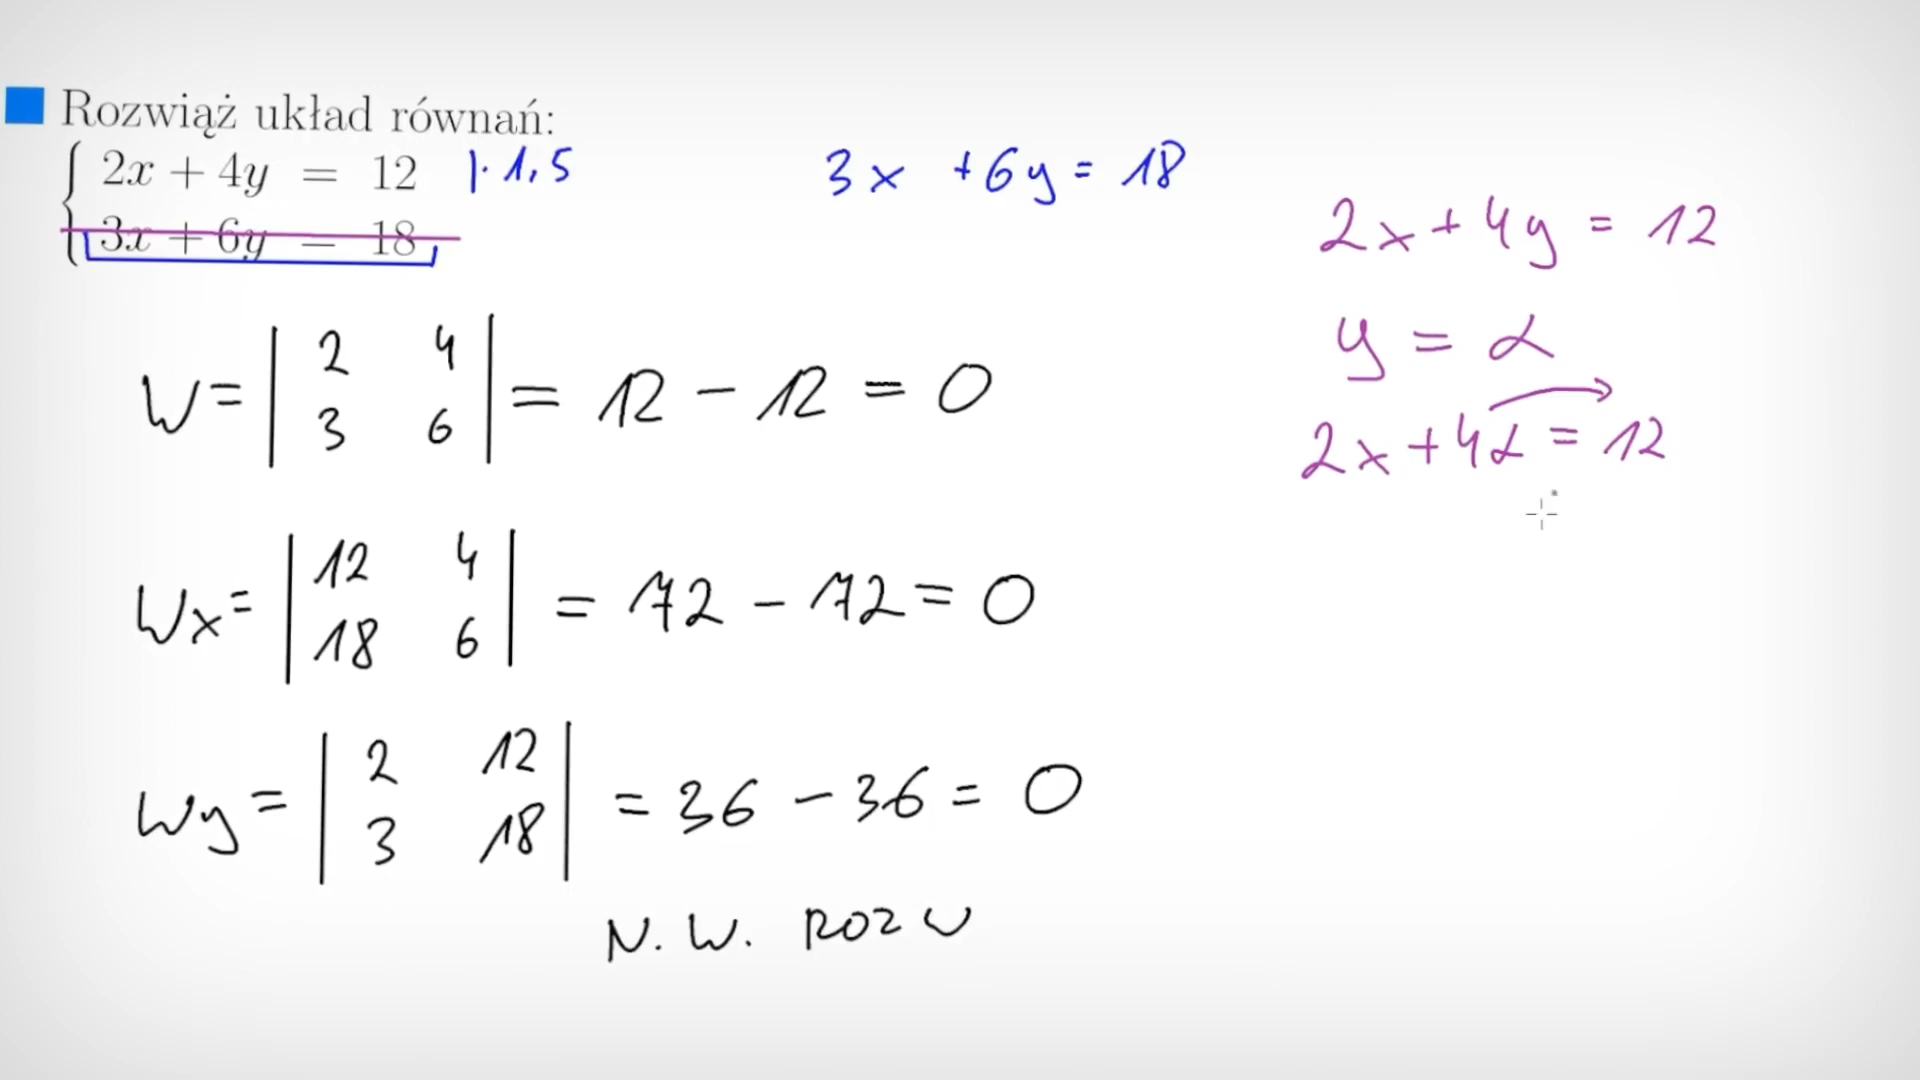 Rozwiąż układ równań:
2x + 4y = 12 |· 1,5
3x + 6y = 18
3x + 6y = 18
W = | 2 4 | = 12 - 12 = 0
3 6
Wx = | 12 4 | = 72 - 72 = 0
18 6
Wy = | 2 12 | = 36 - 36 = 0
3 18
N. W. ROZW
2x + 4y = 12
y = α
2x + 4α = 12